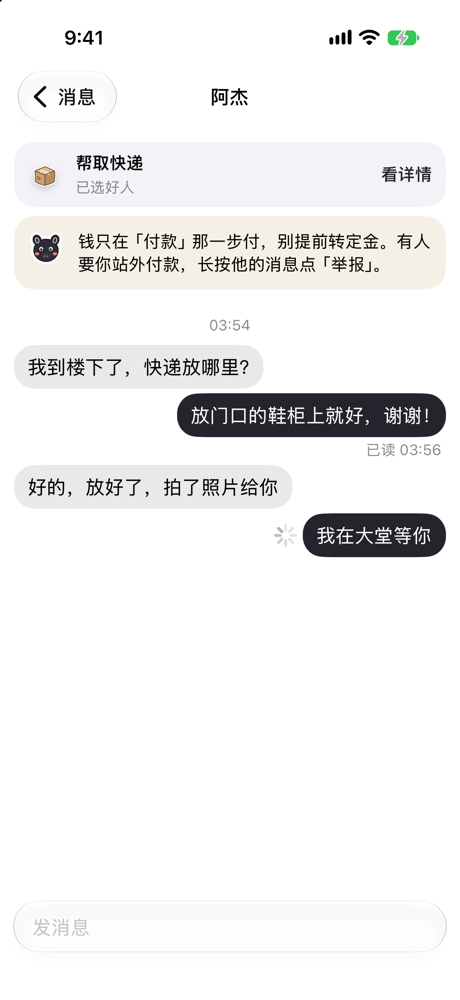 9:41
消息
阿杰
帮取快递
已选好人
看详情
钱只在「付款」那一步付，别提前转定金。有人
要你站外付款，长按他的消息点「举报」。
03:54
我到楼下了，快递放哪里？
放门口的鞋柜上就好，谢谢！
已读 03:56
好的，放好了，拍了照片给你
我在大堂等你
发消息